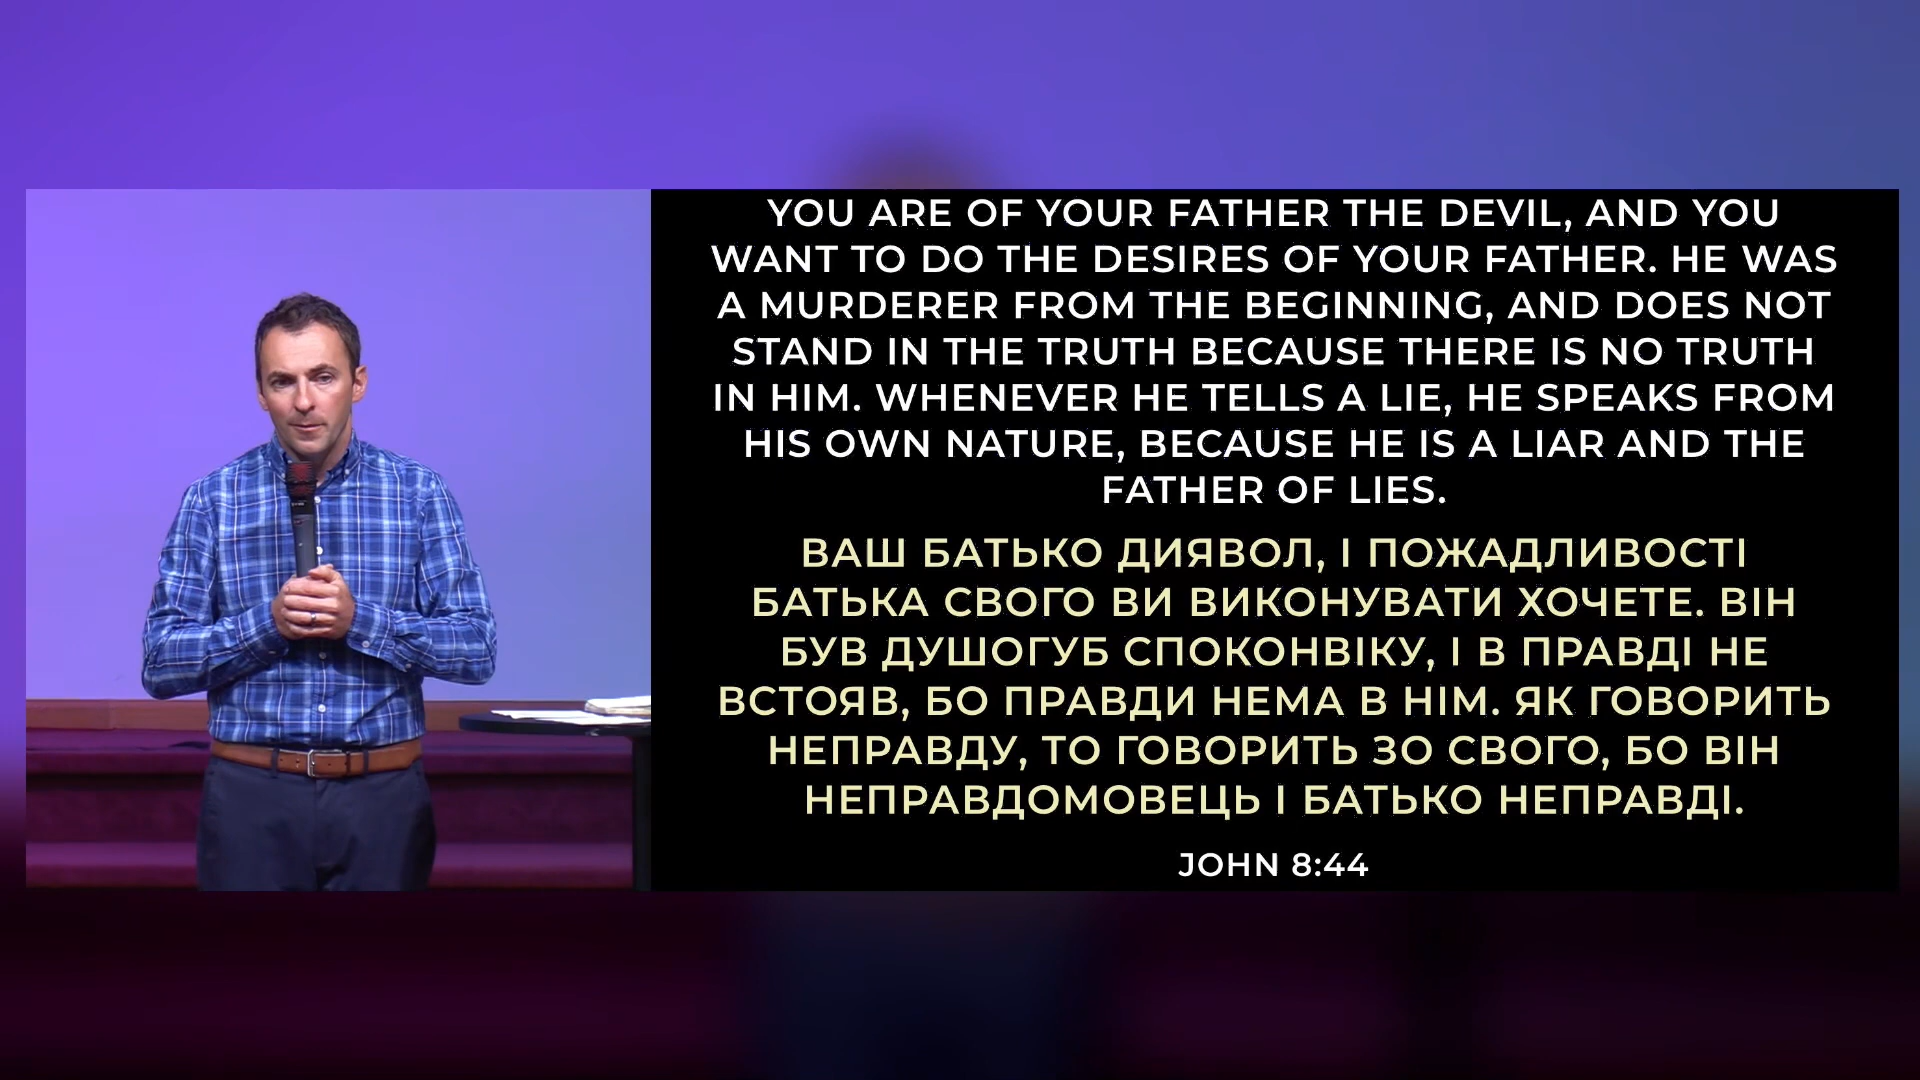 YOU ARE OF YOUR FATHER THE DEVIL, AND YOU
WANT TO DO THE DESIRES OF YOUR FATHER. HE WAS
A MURDERER FROM THE BEGINNING, AND DOES NOT
STAND IN THE TRUTH BECAUSE THERE IS NO TRUTH
IN HIM. WHENEVER HE TELLS A LIE, HE SPEAKS FROM
HIS OWN NATURE, BECAUSE HE IS A LIAR AND THE
FATHER OF LIES.
ВАШ БАТЬКО ДИЯВОЛ, І ПОЖАДЛИВОСТІ
БАТЬКА СВОГО ВИ ВИКОНУВАТИ ХОЧЕТЕ. ВІН
БУВ ДУШОГУБ СПОКОНВІКУ, І В ПРАВДІ НЕ
ВСТОЯВ, БО ПРАВДИ НЕМА В НІМ. ЯК ГОВОРИТЬ
НЕПРАВДУ, ТО ГОВОРИТЬ ЗО СВОГО, БО ВІН
НЕПРАВДОМОВЕЦЬ І БАТЬКО НЕПРАВДІ.
JOHN 8:44